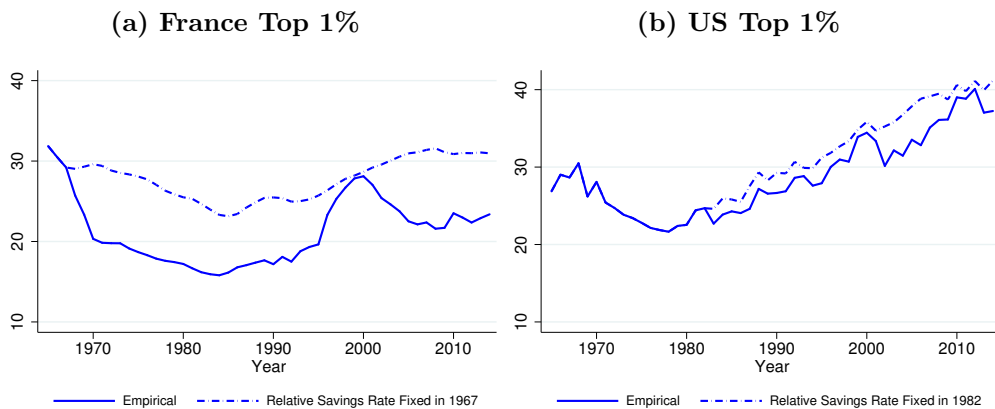 (a) France Top 1%
40
30
20
10
1970 1980 1990 2000 2010
Year
Empirical Relative Savings Rate Fixed in 1967
(b) US Top 1%
40
30
20
10
1970 1980 1990 2000 2010
Year
Empirical Relative Savings Rate Fixed in 1982